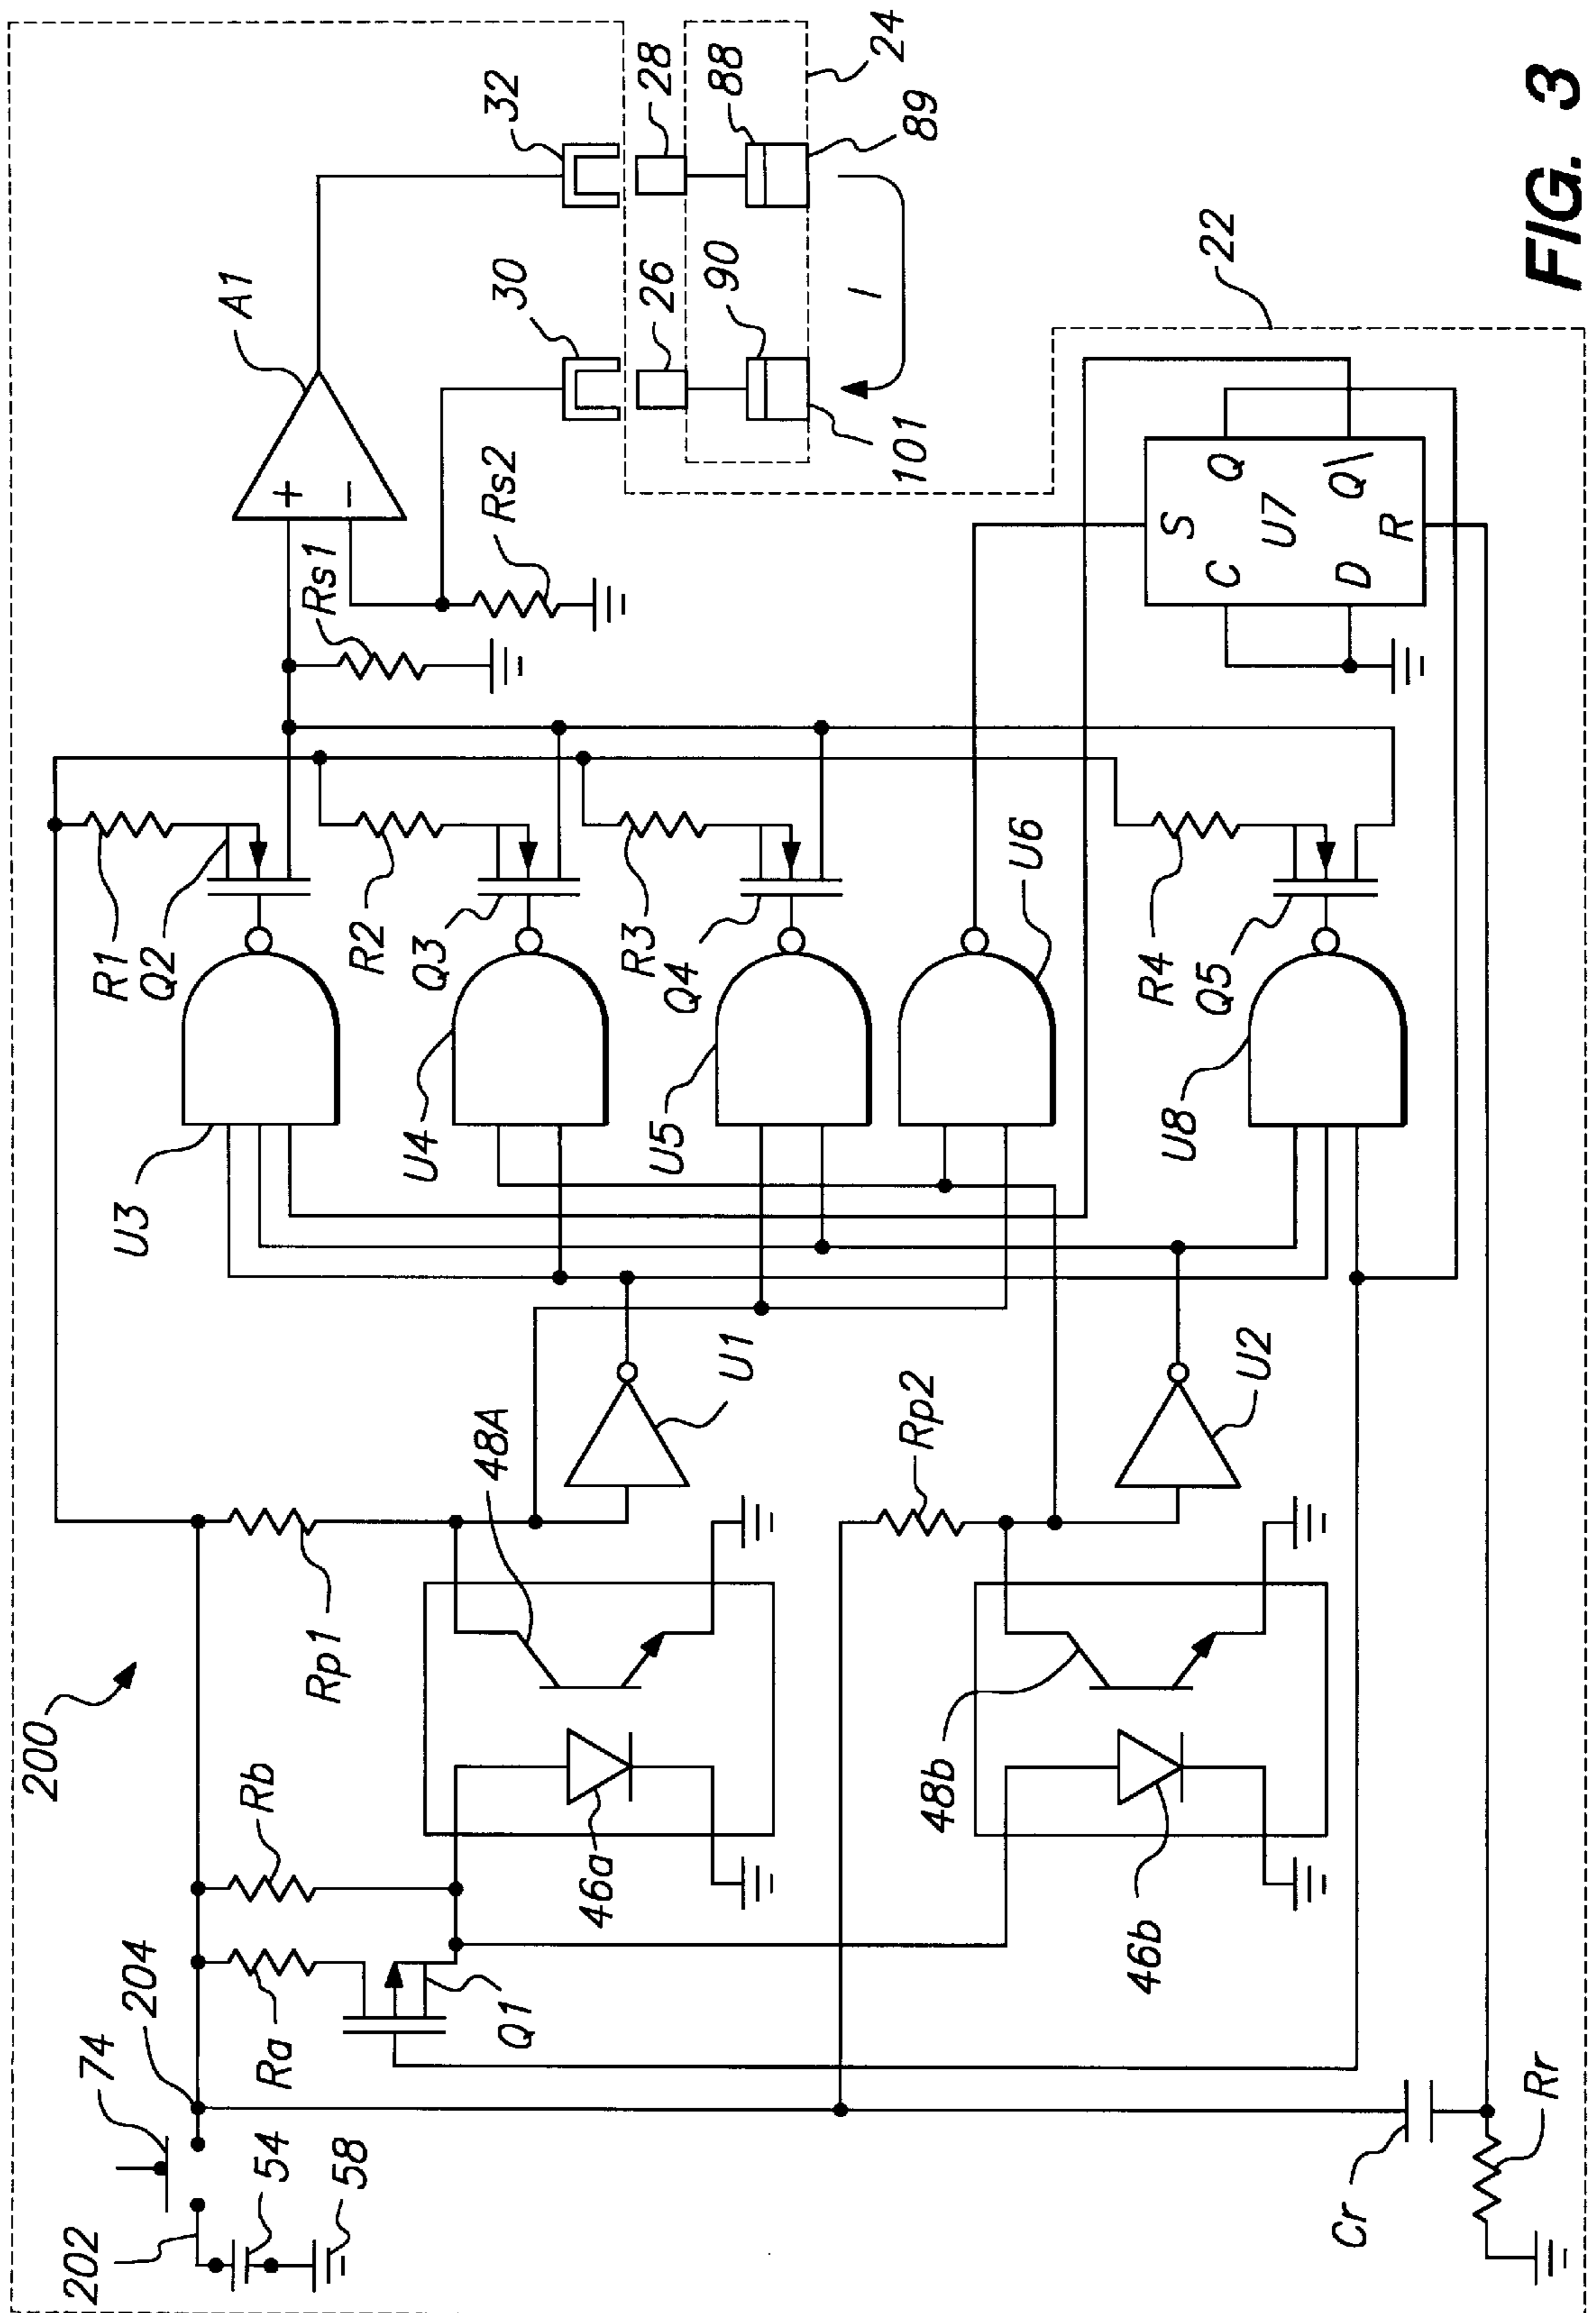 200
202
54
58
74
204
Ra
Rb
Q1
46a
48A
Rp1
U1
46b
48b
Rp2
U2
Cr
Rr
U3
U4
U5
U6
U8
R1
Q2
R2
Q3
R3
Q4
R4
Q5
Rs1
Rs2
A1
+
−
30
32
26
28
90
88
101
89
24
I
22
S
C
Q
U7
D
Q\
R
FIG. 3